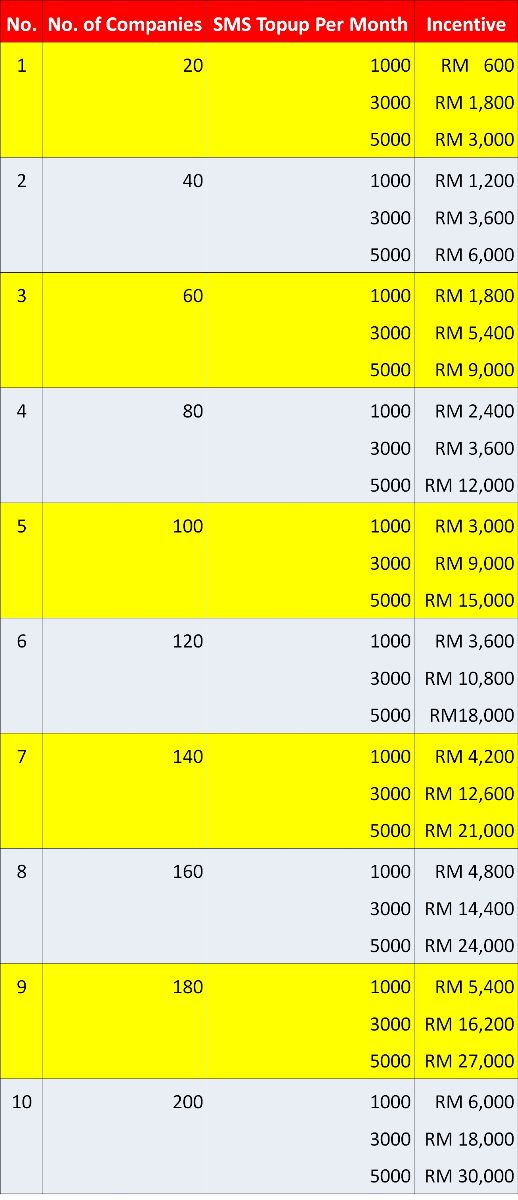 No. No. of Companies SMS Topup Per Month Incentive
1 20 1000 RM 600
3000 RM 1,800
5000 RM 3,000
2 40 1000 RM 1,200
3000 RM 3,600
5000 RM 6,000
3 60 1000 RM 1,800
3000 RM 5,400
5000 RM 9,000
4 80 1000 RM 2,400
3000 RM 3,600
5000 RM 12,000
5 100 1000 RM 3,000
3000 RM 9,000
5000 RM 15,000
6 120 1000 RM 3,600
3000 RM 10,800
5000 RM18,000
7 140 1000 RM 4,200
3000 RM 12,600
5000 RM 21,000
8 160 1000 RM 4,800
3000 RM 14,400
5000 RM 24,000
9 180 1000 RM 5,400
3000 RM 16,200
5000 RM 27,000
10 200 1000 RM 6,000
3000 RM 18,000
5000 RM 30,000